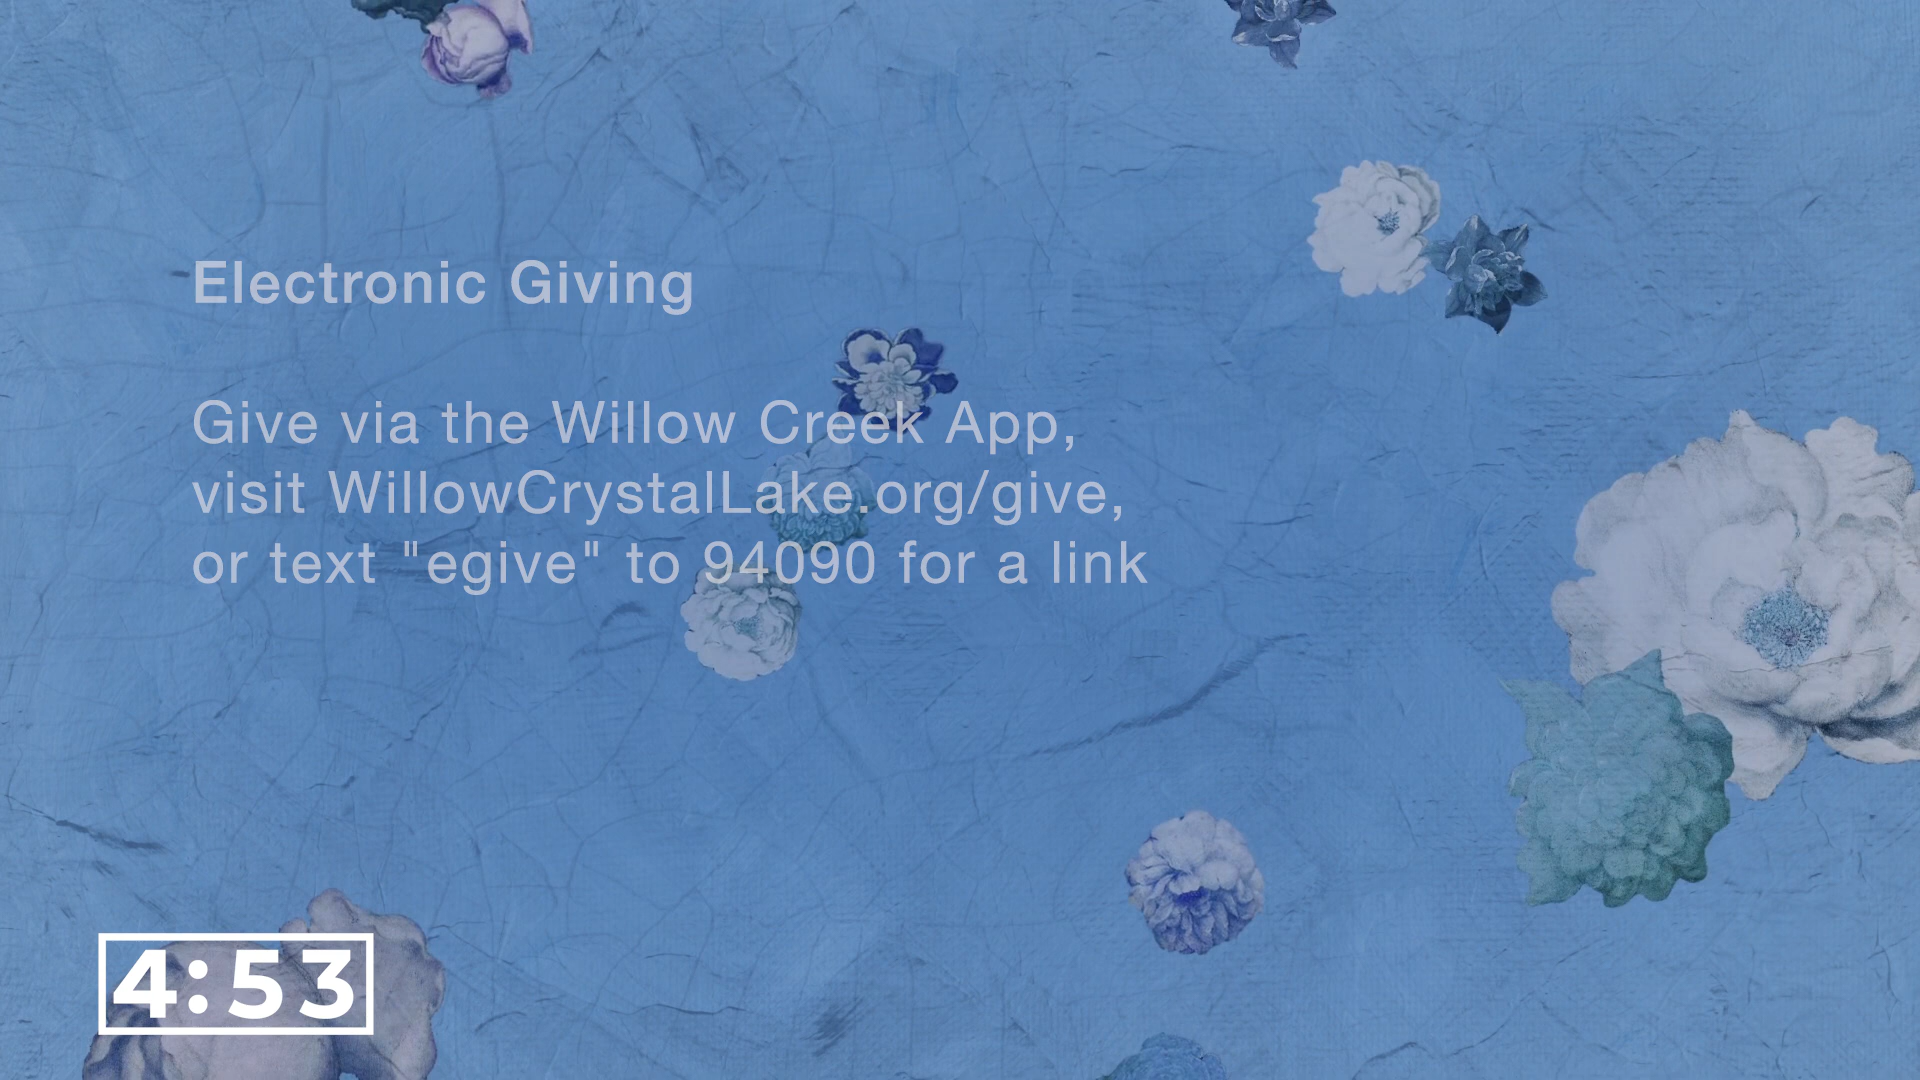 Electronic Giving
Give via the Willow Creek App,
visit WillowCrystalLake.org/give,
or text "egive" to 94090 for a link
4:53